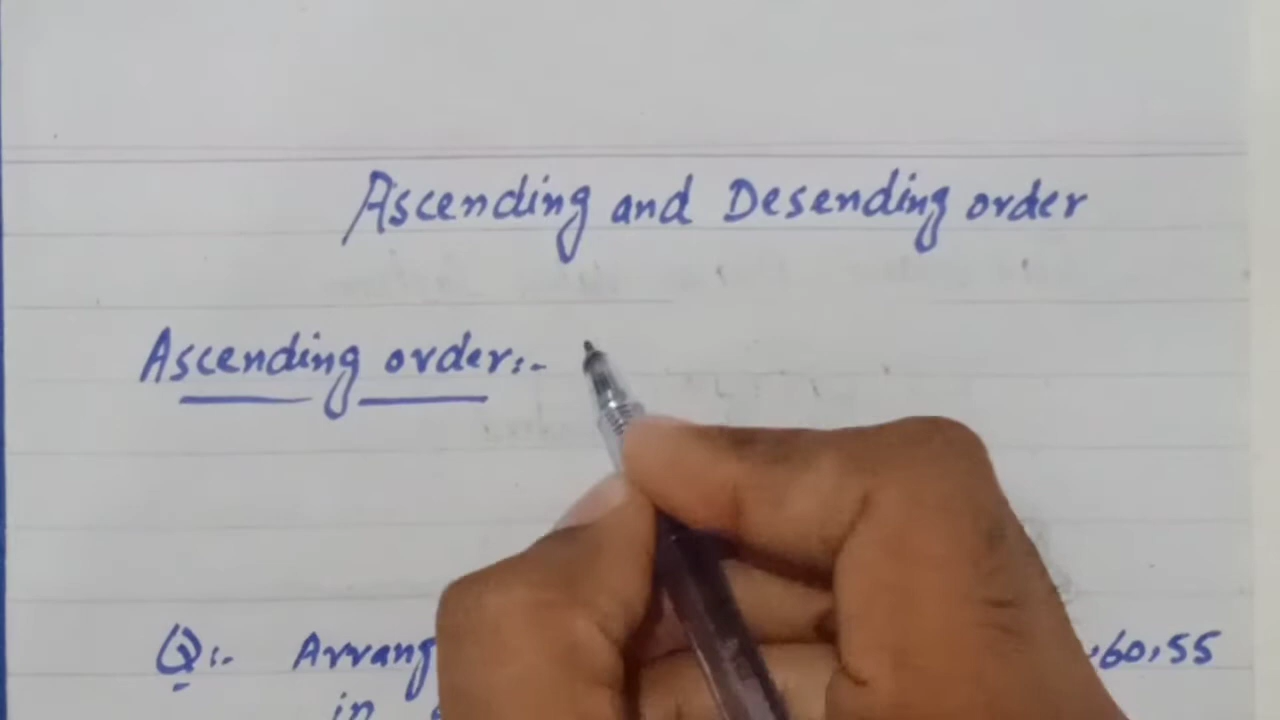 Ascending and Desending order
Ascending order:-
Q:- Arrang ,60,55
in